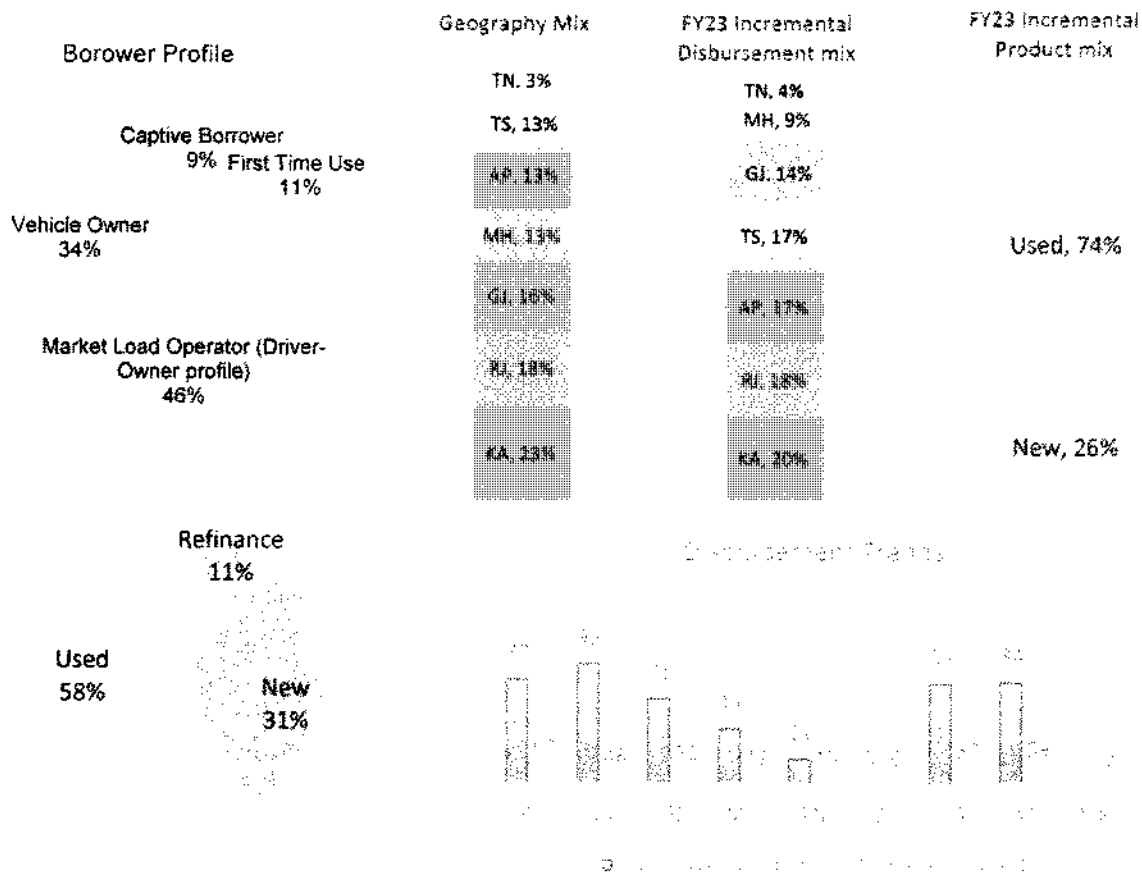 Geography Mix
FY23 Incremental
Disbursement mix
FY23 Incremental
Product mix
Borower Profile
Captive Borrower
9%
First Time Use
11%
Vehicle Owner
34%
Market Load Operator (Driver-
Owner profile)
46%
TN. 3%
TS, 13%
AP, 13%
MH, 13%
GJ, 16%
RJ, 18%
KA, 23%
TN, 4%
MH, 9%
GJ, 14%
TS, 17%
AP, 17%
RJ, 18%
KA, 20%
Used, 74%
New, 26%
Refinance
11%
Used
58%
New
31%
Disbursement Trends